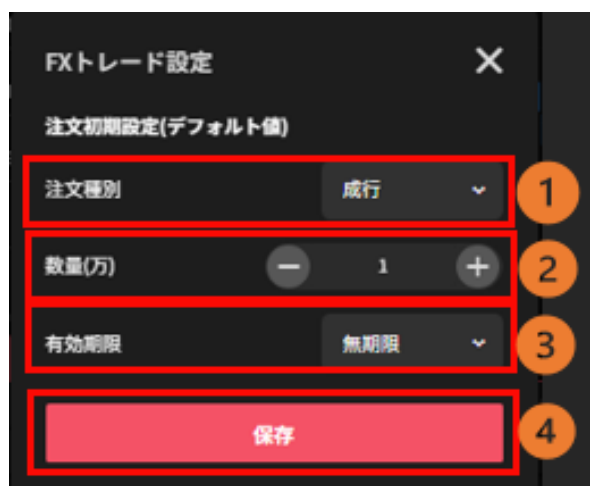 FXトレード設定
注文初期設定(デフォルト値)
注文種別 成行 1
数量(万) 1 2
有効期限 無期限 3
保存 4